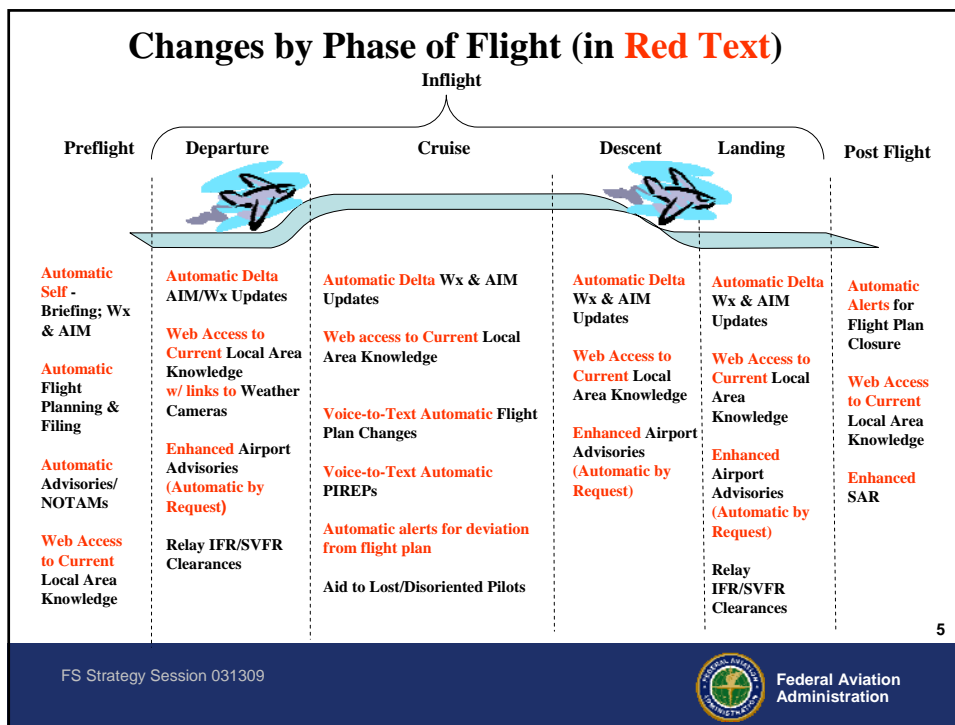 Changes by Phase of Flight (in Red Text)
Inflight
Preflight
Departure
Cruise
Descent
Landing
Post Flight
Automatic
Self -
Briefing; Wx
& AIM
Automatic
Flight
Planning &
Filing
Automatic
Advisories/
NOTAMs
Web Access
to Current
Local Area
Knowledge
Automatic Delta
AIM/Wx Updates
Web Access to
Current Local Area
Knowledge
w/ links to Weather
Cameras
Enhanced Airport
Advisories
(Automatic by
Request)
Relay IFR/SVFR
Clearances
Automatic Delta Wx & AIM
Updates
Web access to Current Local
Area Knowledge
Voice-to-Text Automatic Flight
Plan Changes
Voice-to-Text Automatic
PIREPs
Automatic alerts for deviation
from flight plan
Aid to Lost/Disoriented Pilots
Automatic Delta
Wx & AIM
Updates
Web Access to
Current Local
Area Knowledge
Enhanced Airport
Advisories
(Automatic by
Request)
Automatic Delta
Wx & AIM
Updates
Web Access to
Current Local
Area
Knowledge
Enhanced
Airport
Advisories
(Automatic by
Request)
Relay
IFR/SVFR
Clearances
Automatic
Alerts for
Flight Plan
Closure
Web Access
to Current
Local Area
Knowledge
Enhanced
SAR
5
FS Strategy Session 031309
Federal Aviation
Administration